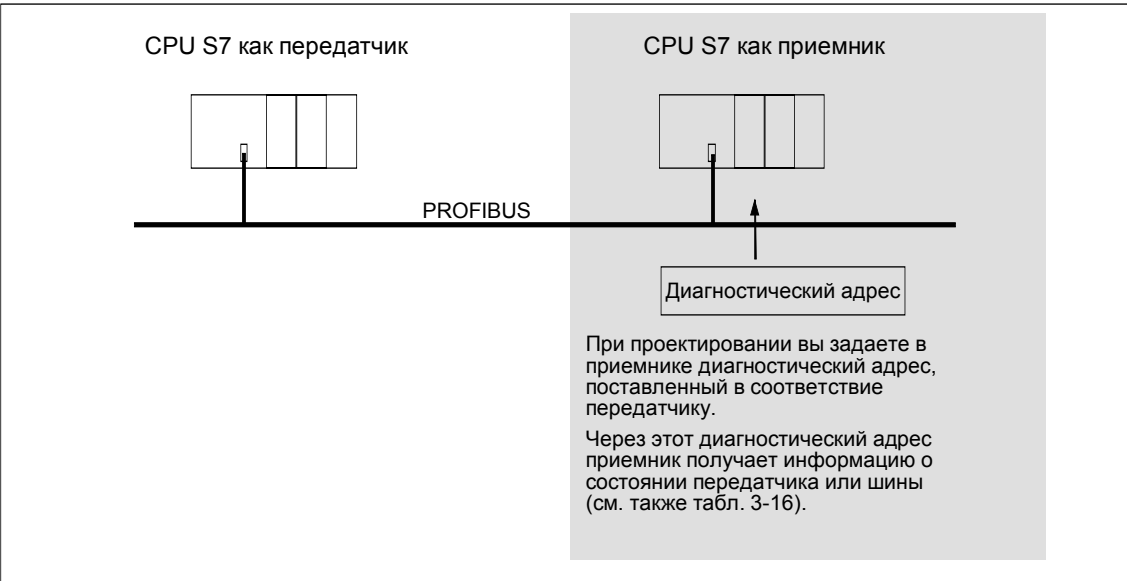 CPU S7 как передатчик
CPU S7 как приемник
PROFIBUS
Диагностический адрес
При проектировании вы задаете в
приемнике диагностический адрес,
поставленный в соответствие
передатчику.
Через этот диагностический адрес
приемник получает информацию о
состоянии передатчика или шины
(см. также табл. 3-16).